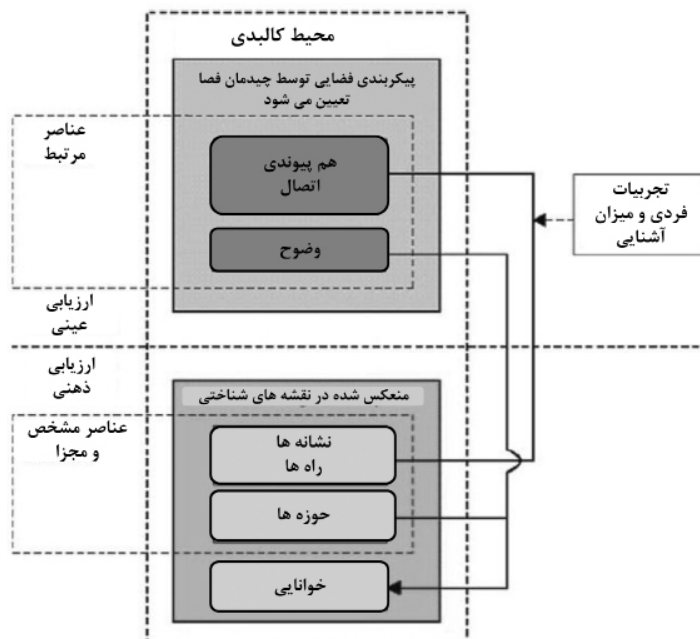 محیط کالبدی
پیکربندی فضایی توسط چیدمان فصا
تعیین می شود
عناصر
مرتبط
هم پیوندی
اتصال
وضوح
تجربیات
فردی و میزان
آشنایی
ارزیابی
عینی
ارزیابی
ذهنی
منعکس شده در نقشه های شناختی
عناصر مشخص
و مجزا
نشانه ها
راه ها
حوزه ها
خوانایی